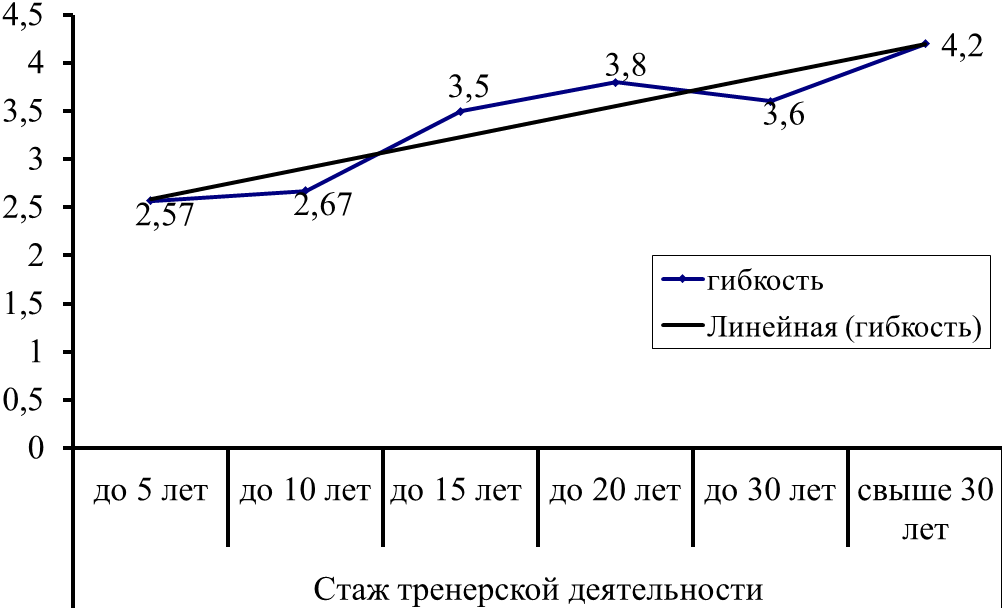 4,5
4
3,5
3
2,5
2
1,5
1
0,5
0
2,57
2,67
3,5
3,8
3,6
4,2
гибкость
Линейная (гибкость)
до 5 лет
до 10 лет
до 15 лет
до 20 лет
до 30 лет
свыше 30
лет
Стаж тренерской деятельности